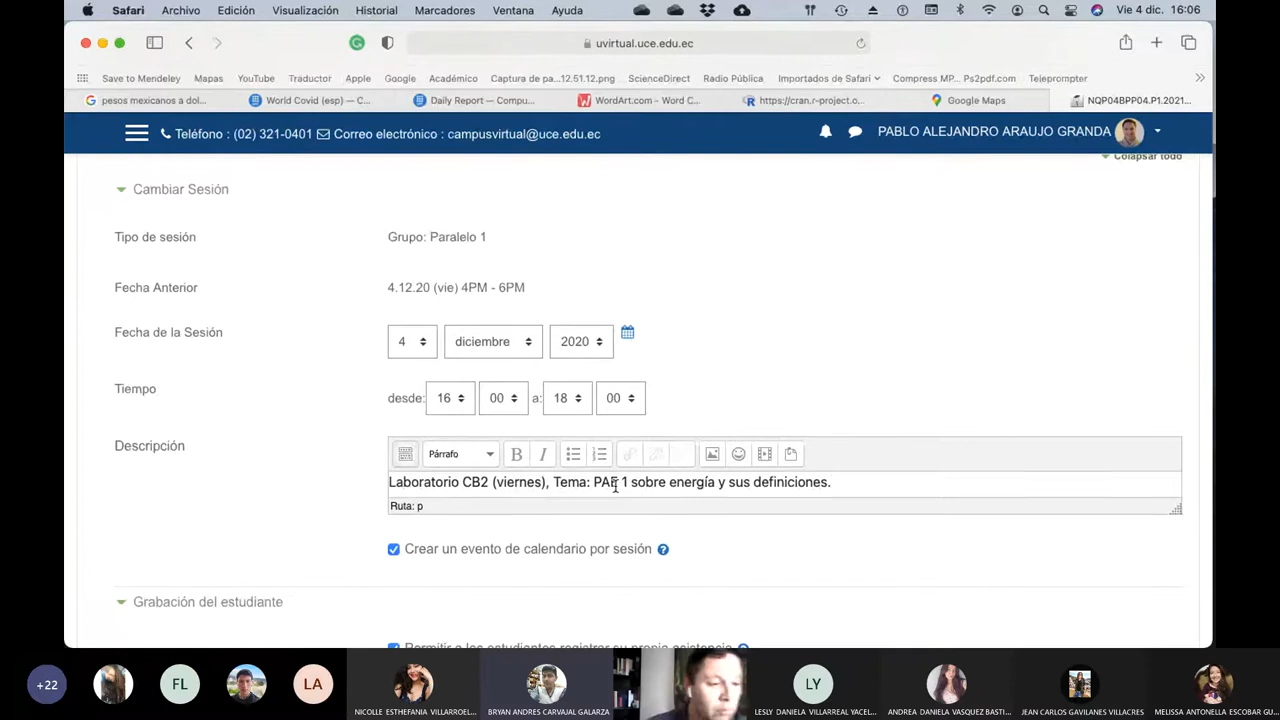 Safari Archivo Edición Visualización Historial Marcadores Ventana Ayuda Vie 4 dic. 16:06
uvirtual.uce.edu.ec
Save to Mendeley Mapas YouTube Traductor Apple Google Académico Captura de pa...12.51.12.png ScienceDirect Radio Pública Importados de Safari Compress MP... Ps2pdf.com Teleprompter
pesos mexicanos a dol... World Covid (esp) — C... Daily Report — Compu... WordArt.com - Word C... https://cran.r-project.o... Google Maps NQP04BPP04.P1.2021...
Teléfono : (02) 321-0401 Correo electrónico : campusvirtual@uce.edu.ec PABLO ALEJANDRO ARAUJO GRANDA
Colapsar todo
Cambiar Sesión
Tipo de sesión Grupo: Paralelo 1
Fecha Anterior 4.12.20 (vie) 4PM - 6PM
Fecha de la Sesión 4 diciembre 2020
Tiempo desde: 16 00 a: 18 00
Descripción
Párrafo B I
Laboratorio CB2 (viernes), Tema: PAE 1 sobre energía y sus definiciones.
Ruta: p
Crear un evento de calendario por sesión
Grabación del estudiante
Permitir a los estudiantes registrar su propia asistencia
+22 FL LA LY
NICOLLE ESTHEFANIA VILLARROEL... BRYAN ANDRES CARVAJAL GALARZA LESLY DANIELA VILLARREAL YACEL... ANDREA DANIELA VASQUEZ BASTI... JEAN CARLOS GAVILANES VILLACRES MELISSA ANTONELLA ESCOBAR GU...